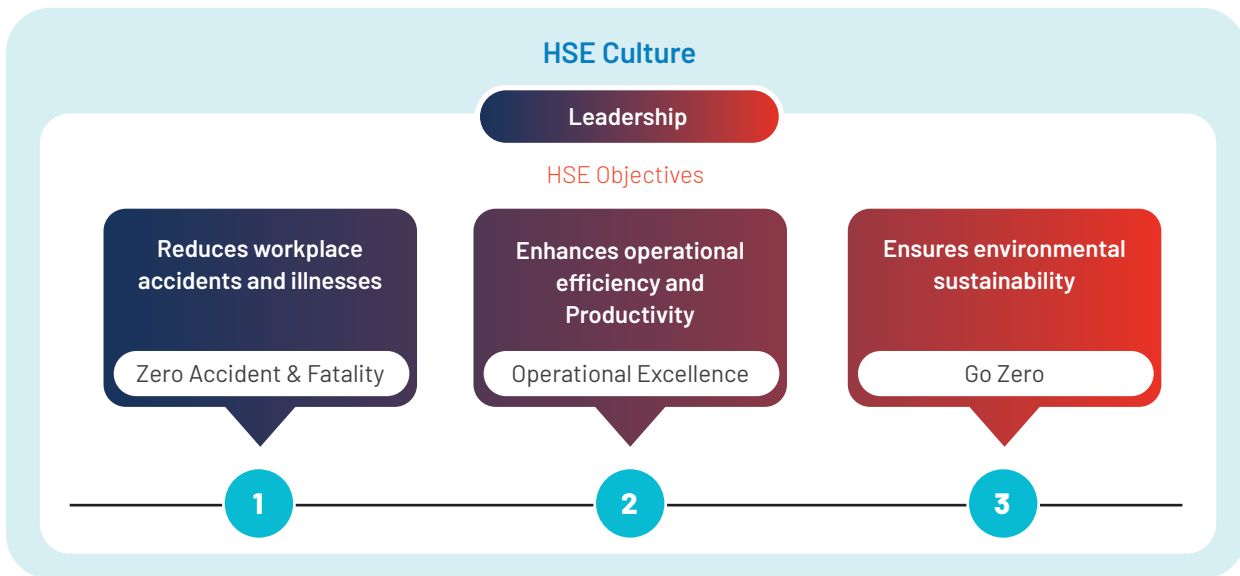 HSE Culture
Leadership
HSE Objectives
Reduces workplace
accidents and illnesses
Zero Accident & Fatality
1
Enhances operational
efficiency and
Productivity
Operational Excellence
2
Ensures environmental
sustainability
Go Zero
3